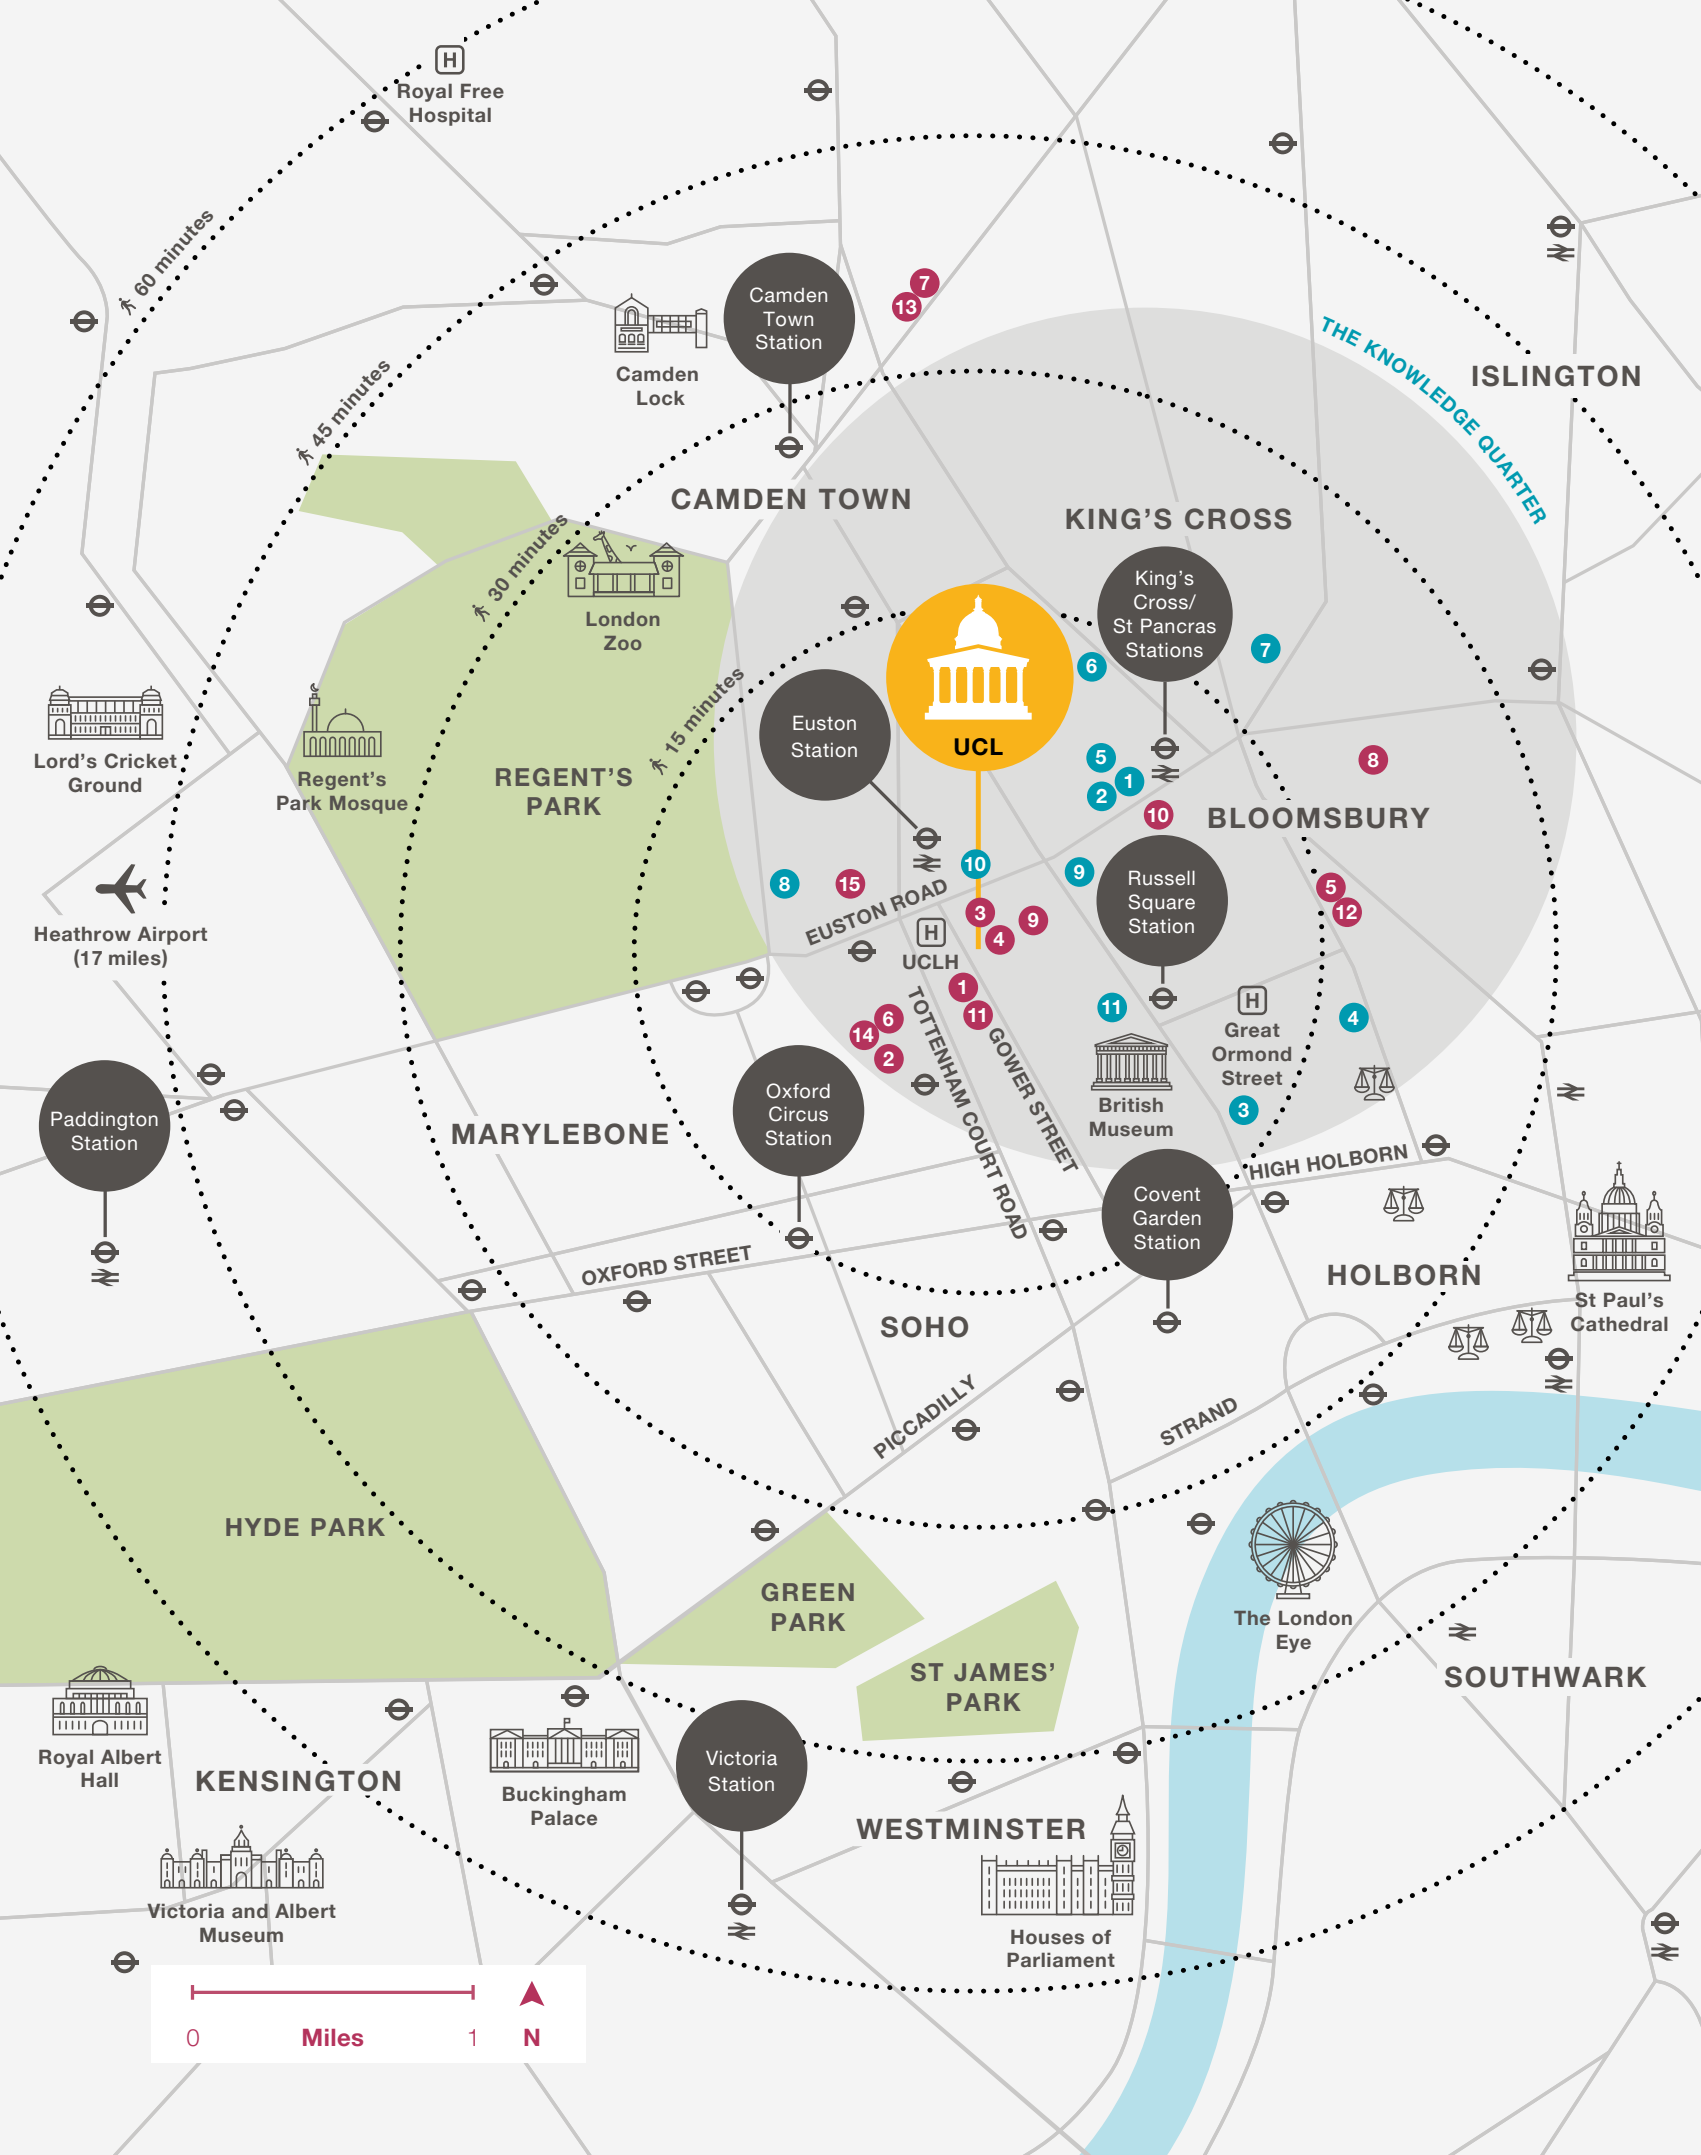 H
Royal Free
Hospital
60 minutes
7
13
Camden
Town
Station
THE KNOWLEDGE QUARTER
45 minutes
Camden
Lock
ISLINGTON
CAMDEN TOWN
KING'S CROSS
30 minutes
London
Zoo
King's
Cross/
St Pancras
Stations
7
6
15 minutes
Euston
Station
UCL
Lord's Cricket
Ground
Regent's
Park Mosque
REGENT'S
PARK
5
1
2
10
8
BLOOMSBURY
10
9
8
15
EUSTON ROAD
Russell
Square
Station
5
12
3
9
4
H
UCLH
Heathrow Airport
(17 miles)
1
11
6
14
2
TOTTENHAM COURT ROAD
GOWER STREET
11
H
Great
Ormond
Street
4
British
Museum
3
Paddington
Station
MARYLEBONE
Oxford
Circus
Station
Covent
Garden
Station
HIGH HOLBORN
OXFORD STREET
HOLBORN
St Paul's
Cathedral
SOHO
PICCADILLY
STRAND
HYDE PARK
GREEN
PARK
The London
Eye
ST JAMES'
PARK
SOUTHWARK
Royal Albert
Hall
KENSINGTON
Buckingham
Palace
Victoria
Station
WESTMINSTER
Victoria and Albert
Museum
Houses of
Parliament
0 Miles 1 N